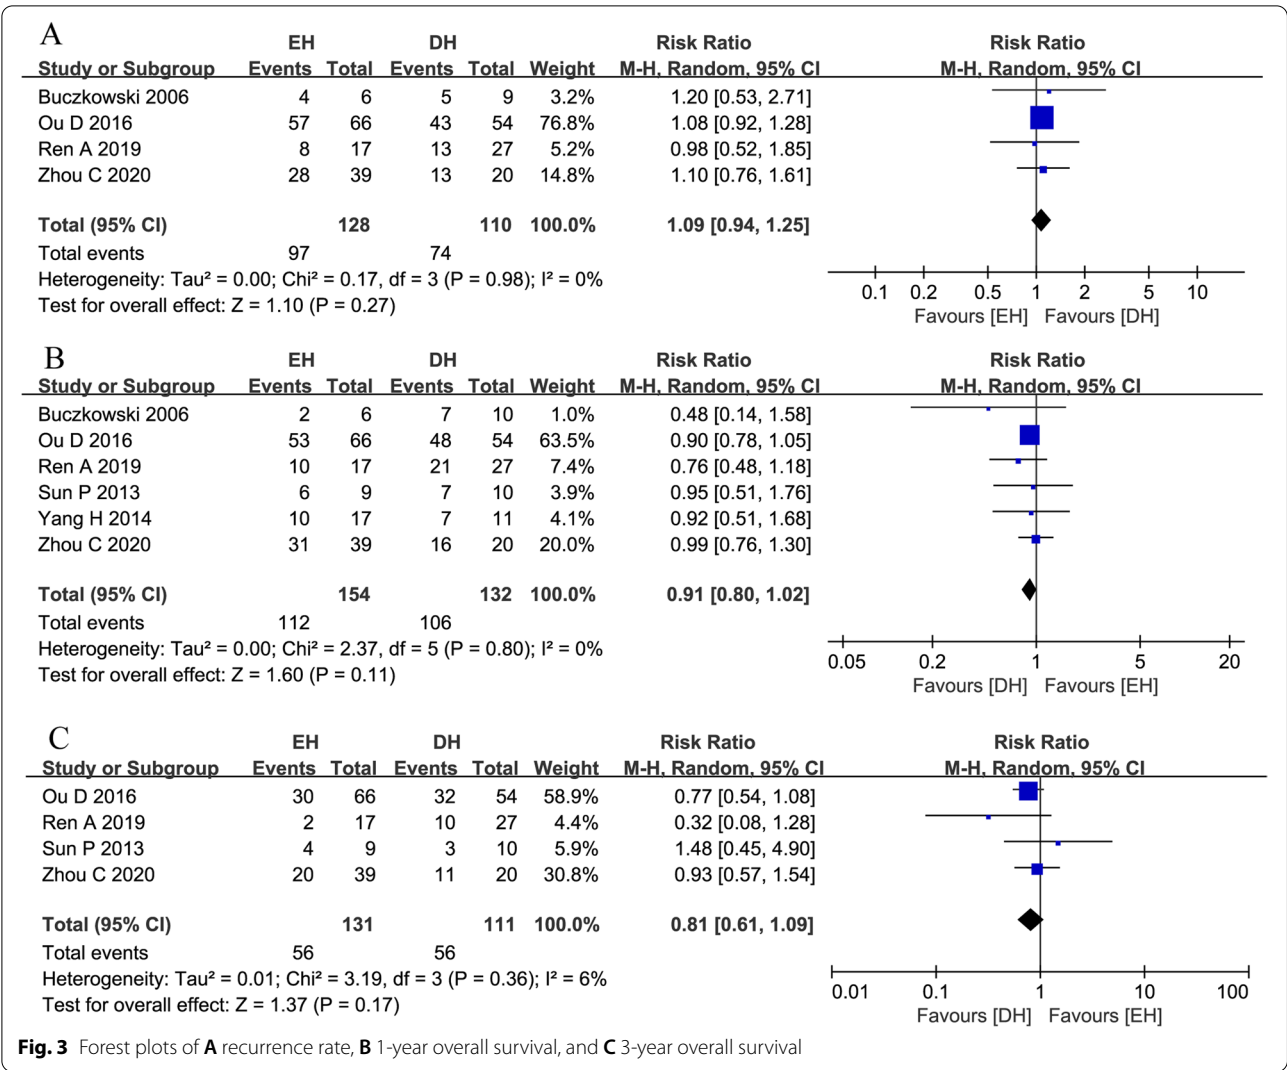 A
EH DH Risk Ratio Risk Ratio
Study or Subgroup Events Total Events Total Weight M-H, Random, 95% CI M-H, Random, 95% CI
Buczkowski 2006 4 6 5 9 3.2% 1.20 [0.53, 2.71]
Ou D 2016 57 66 43 54 76.8% 1.08 [0.92, 1.28]
Ren A 2019 8 17 13 27 5.2% 0.98 [0.52, 1.85]
Zhou C 2020 28 39 13 20 14.8% 1.10 [0.76, 1.61]
Total (95% CI) 128 110 100.0% 1.09 [0.94, 1.25]
Total events 97 74
Heterogeneity: Tau² = 0.00; Chi² = 0.17, df = 3 (P = 0.98); I² = 0%
Test for overall effect: Z = 1.10 (P = 0.27)
0.1 0.2 0.5 1 2 5 10
Favours [EH] Favours [DH]
B
EH DH Risk Ratio Risk Ratio
Study or Subgroup Events Total Events Total Weight M-H, Random, 95% CI M-H, Random, 95% CI
Buczkowski 2006 2 6 7 10 1.0% 0.48 [0.14, 1.58]
Ou D 2016 53 66 48 54 63.5% 0.90 [0.78, 1.05]
Ren A 2019 10 17 21 27 7.4% 0.76 [0.48, 1.18]
Sun P 2013 6 9 7 10 3.9% 0.95 [0.51, 1.76]
Yang H 2014 10 17 7 11 4.1% 0.92 [0.51, 1.68]
Zhou C 2020 31 39 16 20 20.0% 0.99 [0.76, 1.30]
Total (95% CI) 154 132 100.0% 0.91 [0.80, 1.02]
Total events 112 106
Heterogeneity: Tau² = 0.00; Chi² = 2.37, df = 5 (P = 0.80); I² = 0%
Test for overall effect: Z = 1.60 (P = 0.11)
0.05 0.2 1 5 20
Favours [DH] Favours [EH]
C
EH DH Risk Ratio Risk Ratio
Study or Subgroup Events Total Events Total Weight M-H, Random, 95% CI M-H, Random, 95% CI
Ou D 2016 30 66 32 54 58.9% 0.77 [0.54, 1.08]
Ren A 2019 2 17 10 27 4.4% 0.32 [0.08, 1.28]
Sun P 2013 4 9 3 10 5.9% 1.48 [0.45, 4.90]
Zhou C 2020 20 39 11 20 30.8% 0.93 [0.57, 1.54]
Total (95% CI) 131 111 100.0% 0.81 [0.61, 1.09]
Total events 56 56
Heterogeneity: Tau² = 0.01; Chi² = 3.19, df = 3 (P = 0.36); I² = 6%
Test for overall effect: Z = 1.37 (P = 0.17)
0.01 0.1 1 10 100
Favours [DH] Favours [EH]
Fig. 3 Forest plots of A recurrence rate, B 1-year overall survival, and C 3-year overall survival